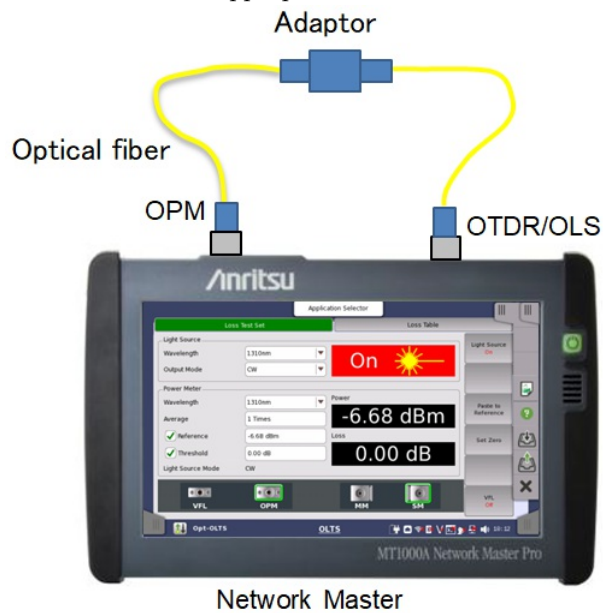 Adaptor
Optical fiber
OPM
OTDR/OLS
Anritsu
Application Selector
Loss Test Set
Loss Table
Light Source
Wavelength
1310nm
Output Mode
CW
On
Light Source
On
Power Meter
Wavelength
1310nm
Power
-6.68 dBm
Average
1 Times
Paste to
Reference
Reference
-6.68 dBm
Loss
0.00 dB
Set Zero
Threshold
0.00 dB
Light Source Mode
CW
VFL
OPM
MM
SM
VFL
Off
Opt-OLTS
OLTS
10:12
MT1000A Network Master Pro
Network Master